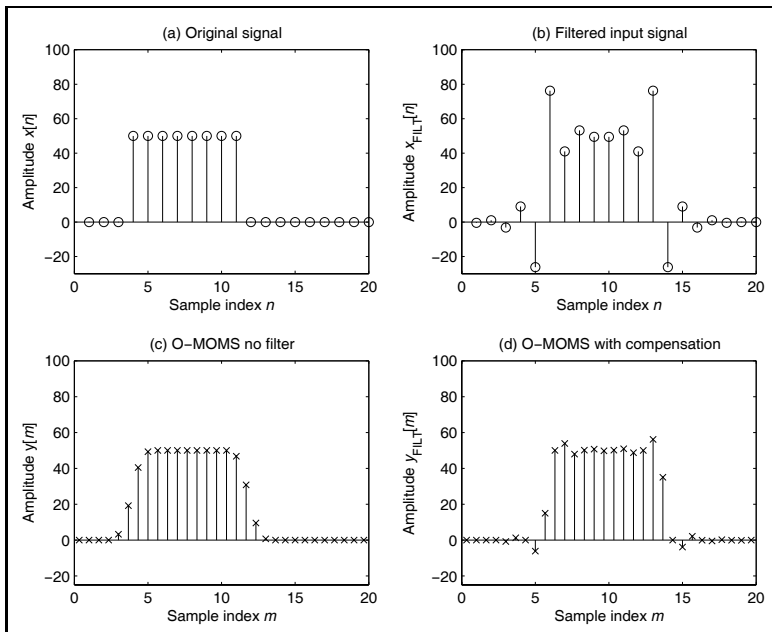 (a) Original signal
100
80
60
40
20
0
−20
0 5 10 15 20
Amplitude x[n]
Sample index n
(b) Filtered input signal
100
80
60
40
20
0
−20
0 5 10 15 20
Amplitude xFILT[n]
Sample index n
(c) O−MOMS no filter
100
80
60
40
20
0
−20
0 5 10 15 20
Amplitude y[m]
Sample index m
(d) O−MOMS with compensation
100
80
60
40
20
0
−20
0 5 10 15 20
Amplitude yFILT[m]
Sample index m